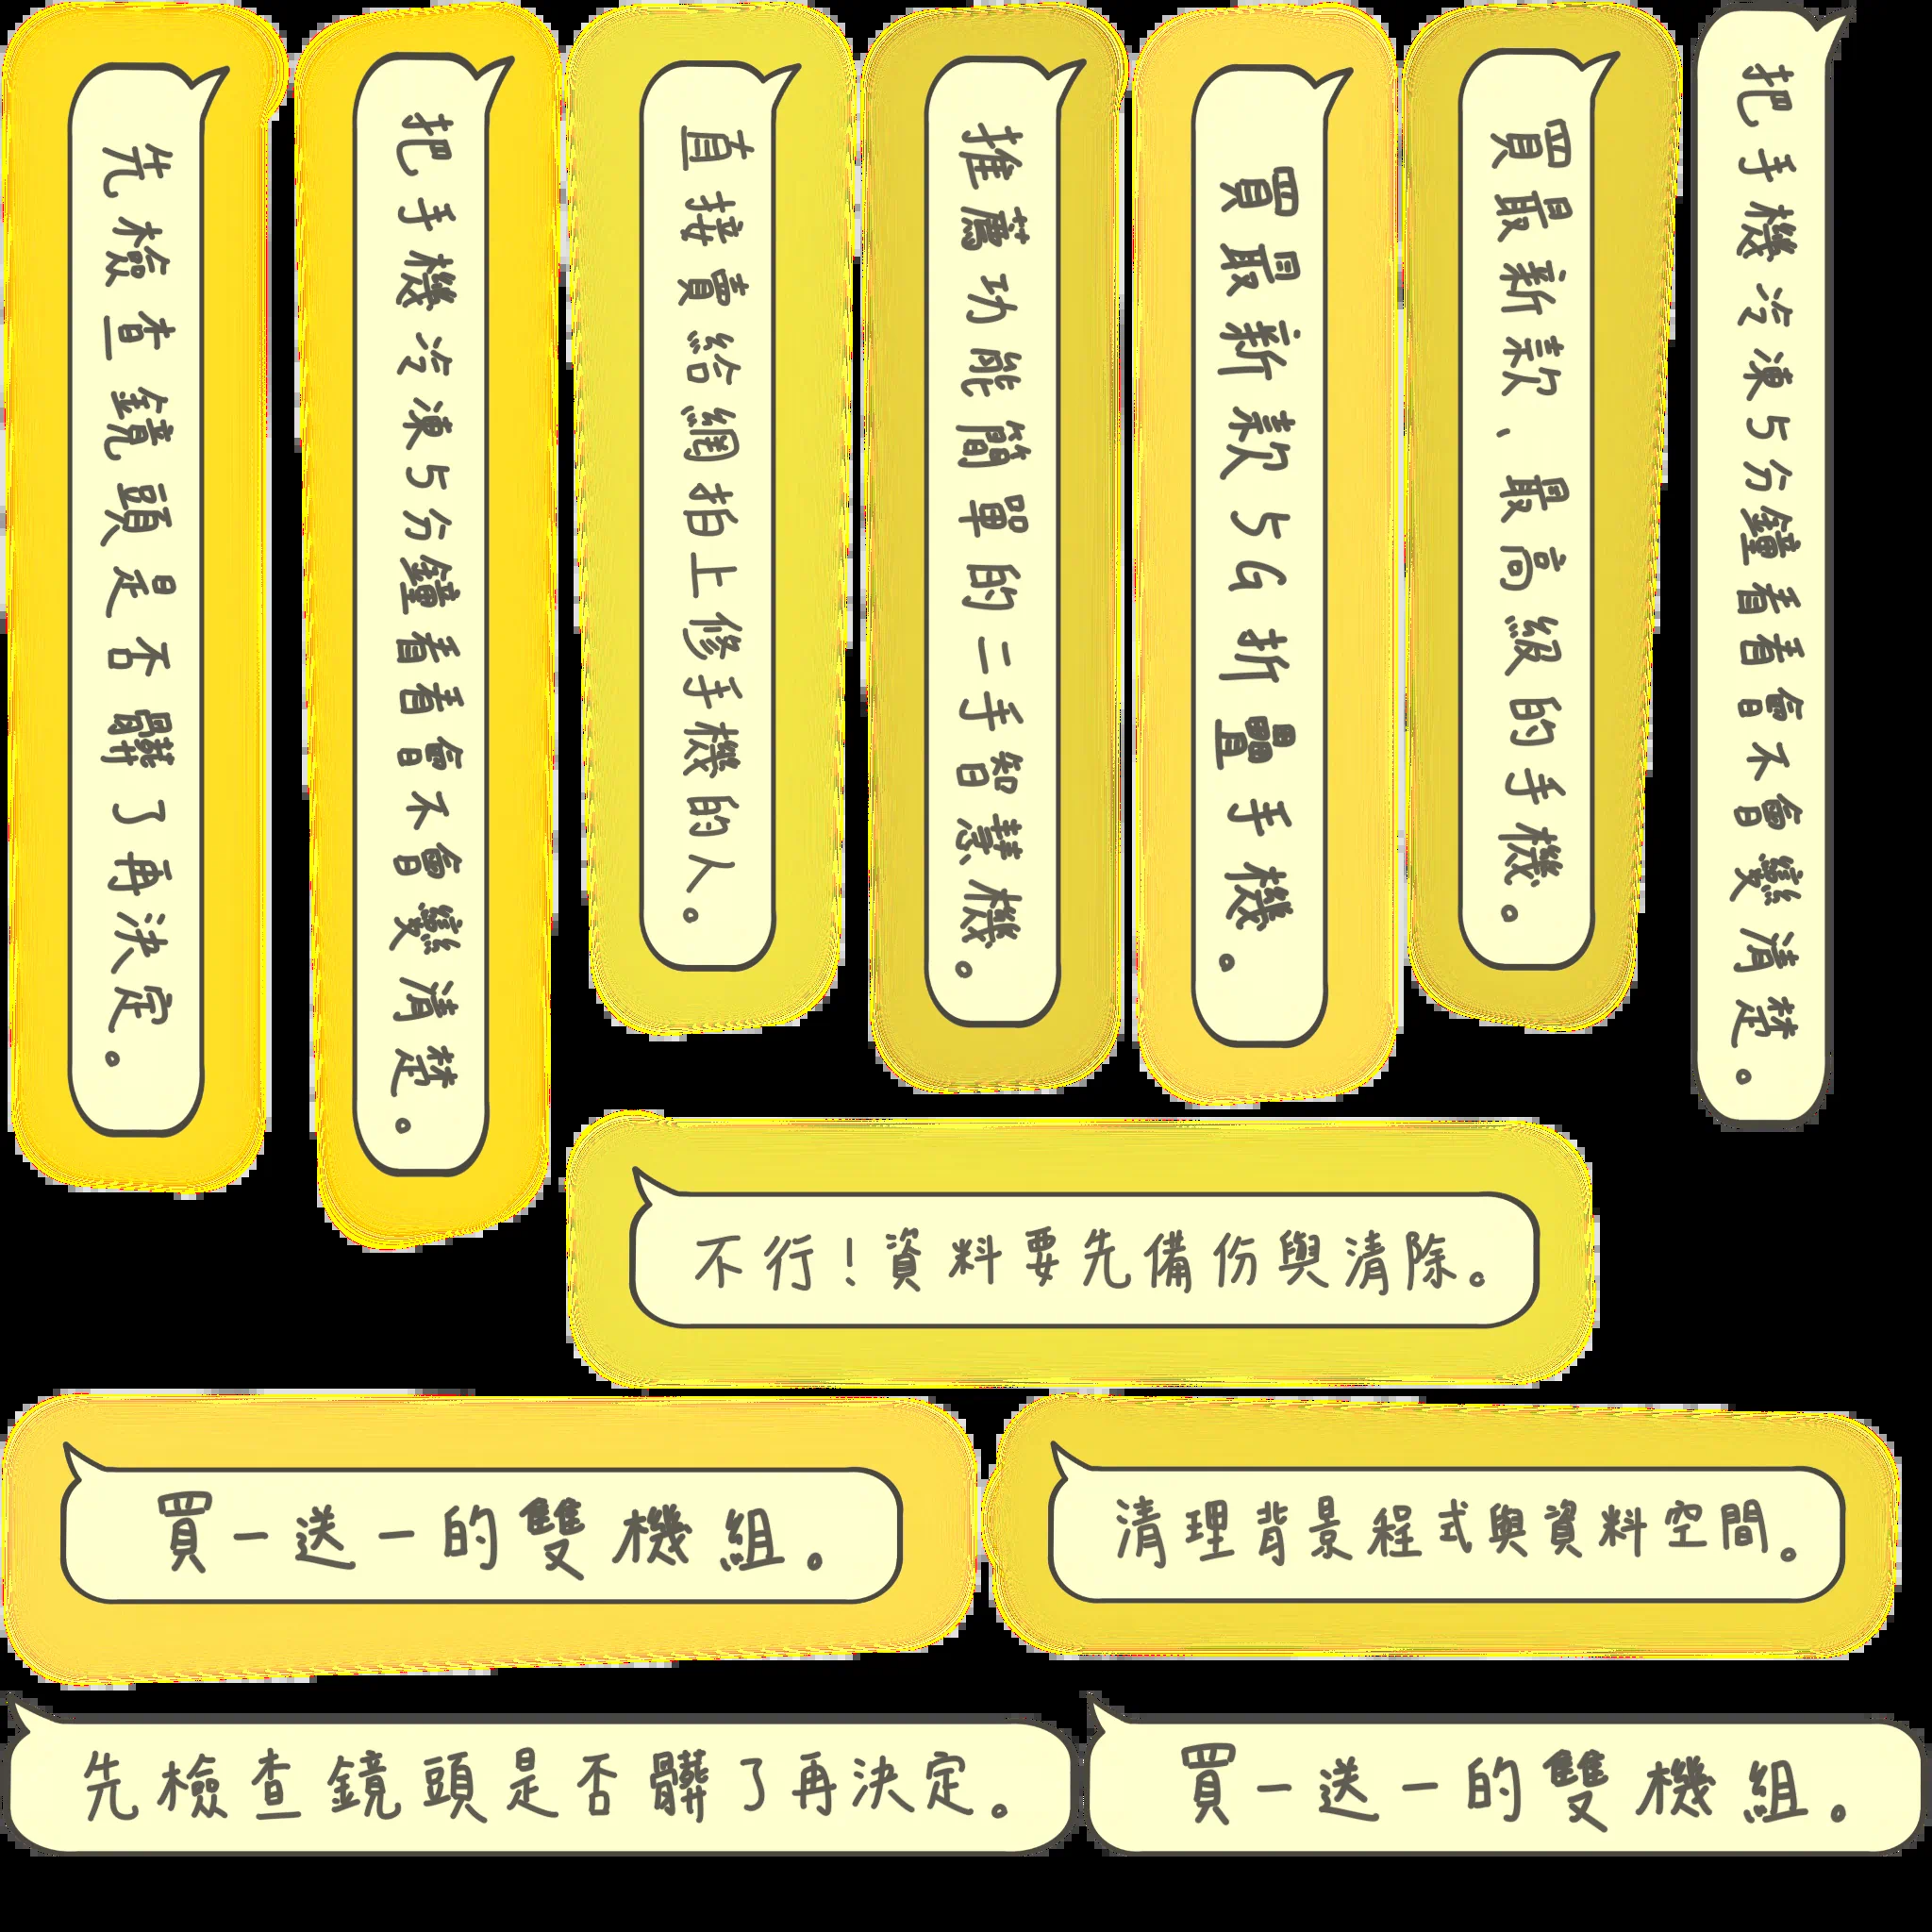 先檢查鏡頭是否髒了再決定。
把手機冷凍5分鐘看看會不會變清楚。
直接賣給網拍上修手機的人。
推薦功能簡單的二手智慧機。
買最新款5G折疊手機。
買最新款、最高級的手機。
把手機冷凍5分鐘看看會不會變清楚。
不行!資料要先備份與清除。
買一送一的雙機組。
清理背景程式與資料空間。
先檢查鏡頭是否髒了再決定。
買一送一的雙機組。